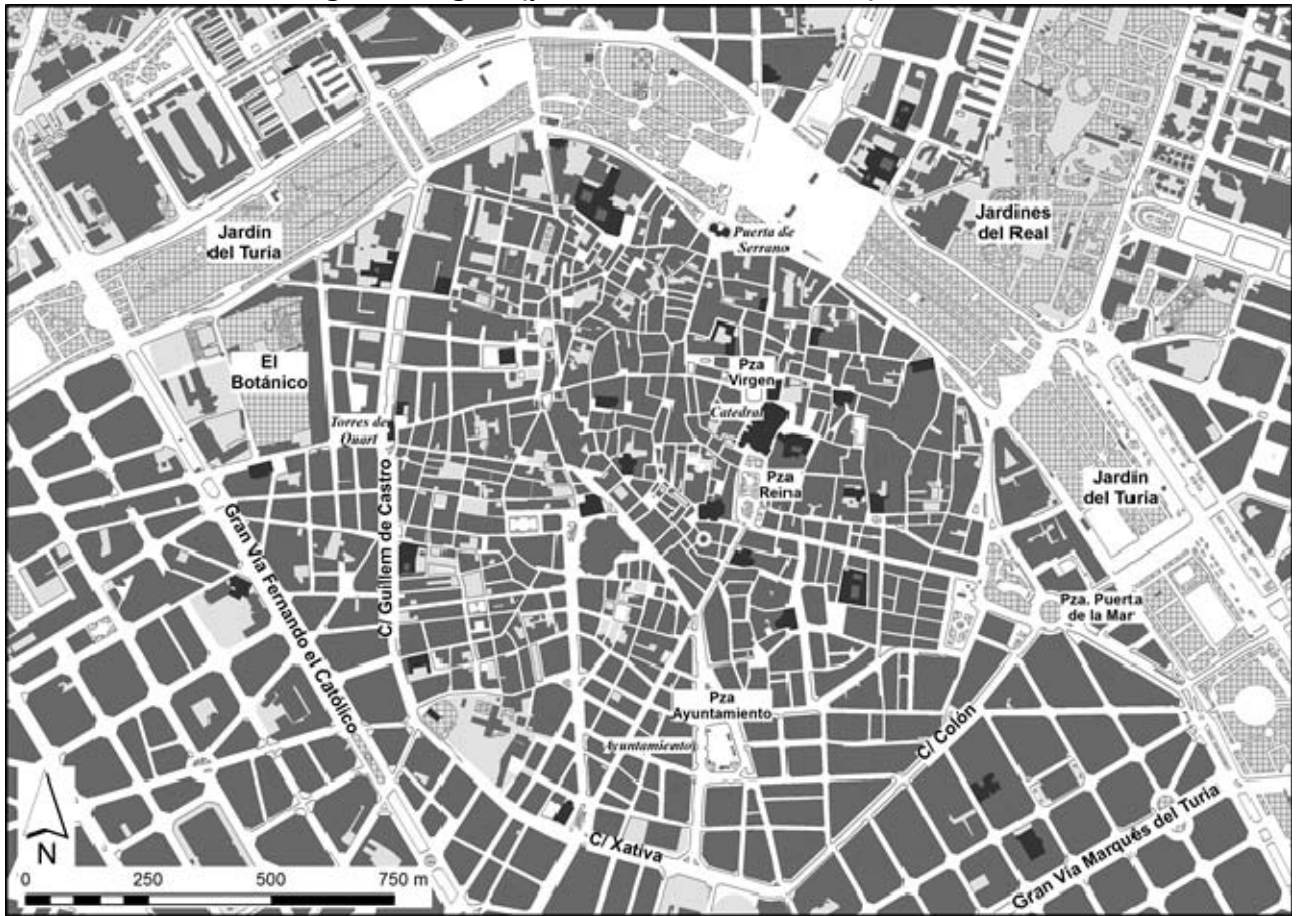 Jardín
del Turia
Puerta de
Serrano
Jardines
del Real
El
Botánico
Pza
Virgen
Catedral
Torres de
Quart
Pza
Reina
Jardín
del Turia
Gran Vía Fernando el Católico
C/ Guillem de Castro
Pza. Puerta
de la Mar
Pza
Ayuntamiento
Ayuntamiento
C/ Colón
C/ Xativa
Gran Vía Marqués del Turia
N
0 250 500 750 m